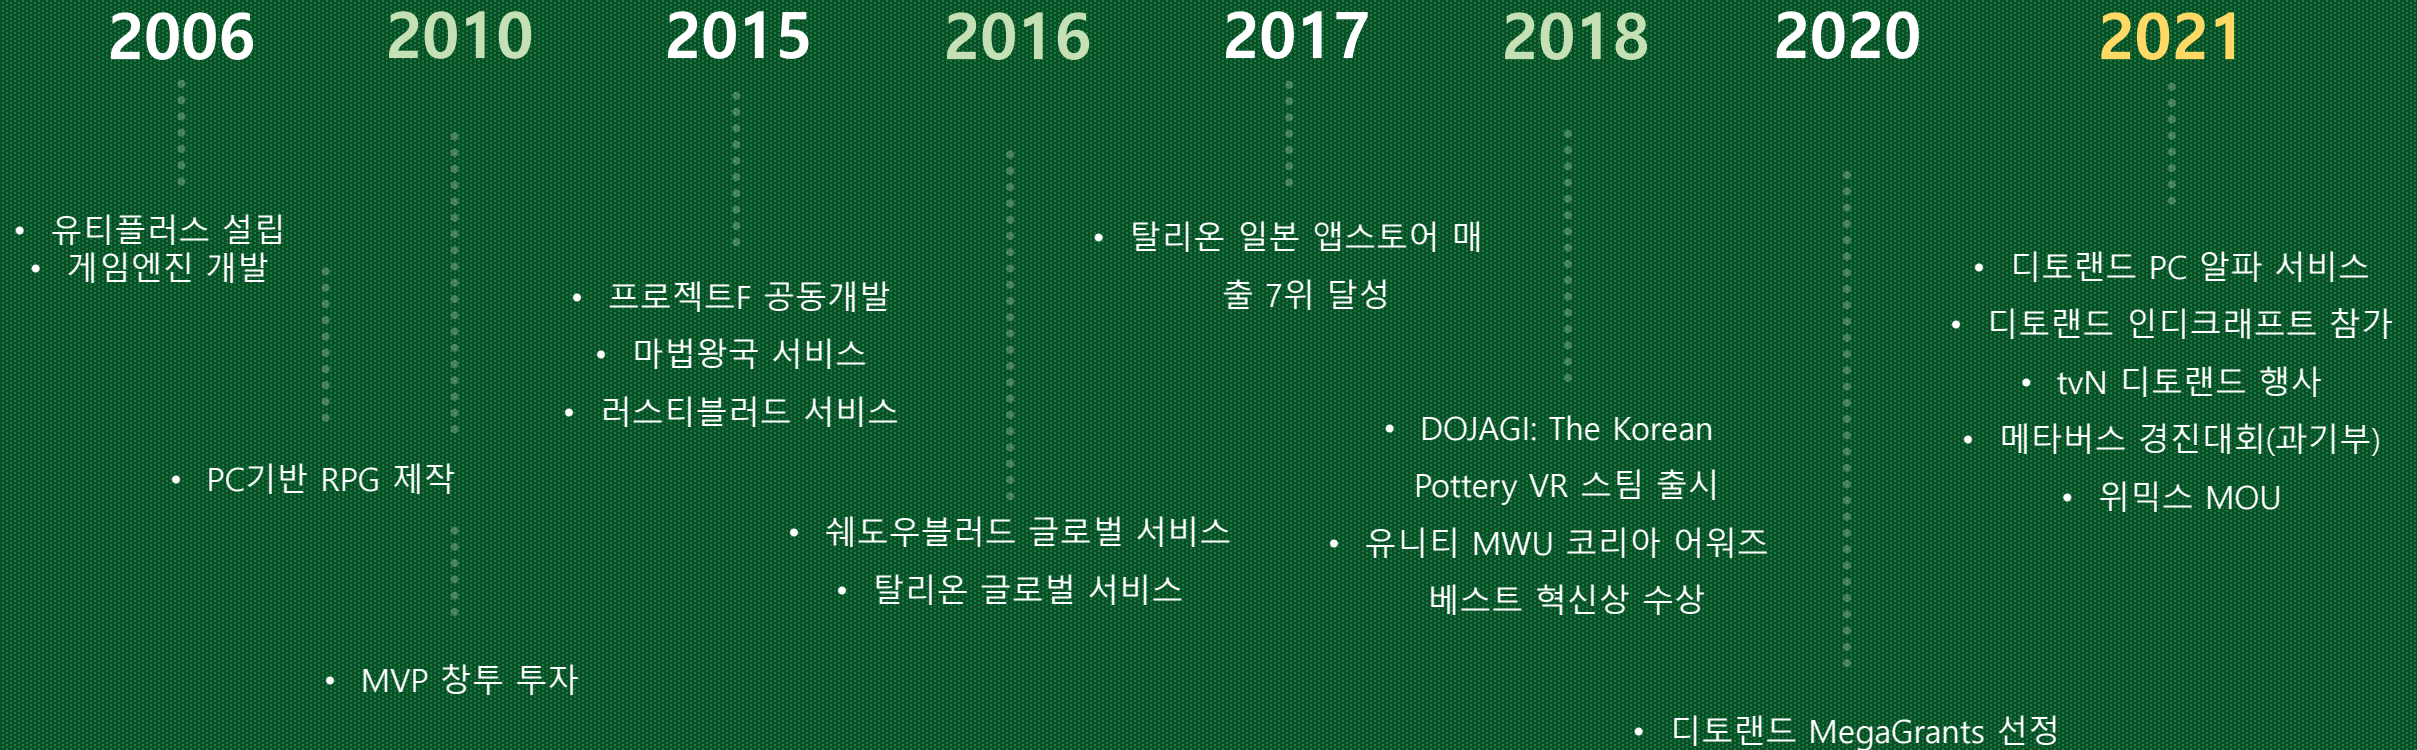 2006
2010
2015
2016
2017
2018
2020
2021
• 유티플러스 설립
• 게임엔진 개발
• PC기반 RPG 제작
• MVP 창투 투자
• 프로젝트F 공동개발
• 마법왕국 서비스
• 러스티블러드 서비스
• 쉐도우블러드 글로벌 서비스
• 탈리온 글로벌 서비스
• 탈리온 일본 앱스토어 매
출 7위 달성
• DOJAGI: The Korean
Pottery VR 스팀 출시
• 유니티 MWU 코리아 어워즈
베스트 혁신상 수상
• 디토랜드 MegaGrants 선정
• 디토랜드 PC 알파 서비스
• 디토랜드 인디크래프트 참가
• tvN 디토랜드 행사
• 메타버스 경진대회(과기부)
• 위믹스 MOU